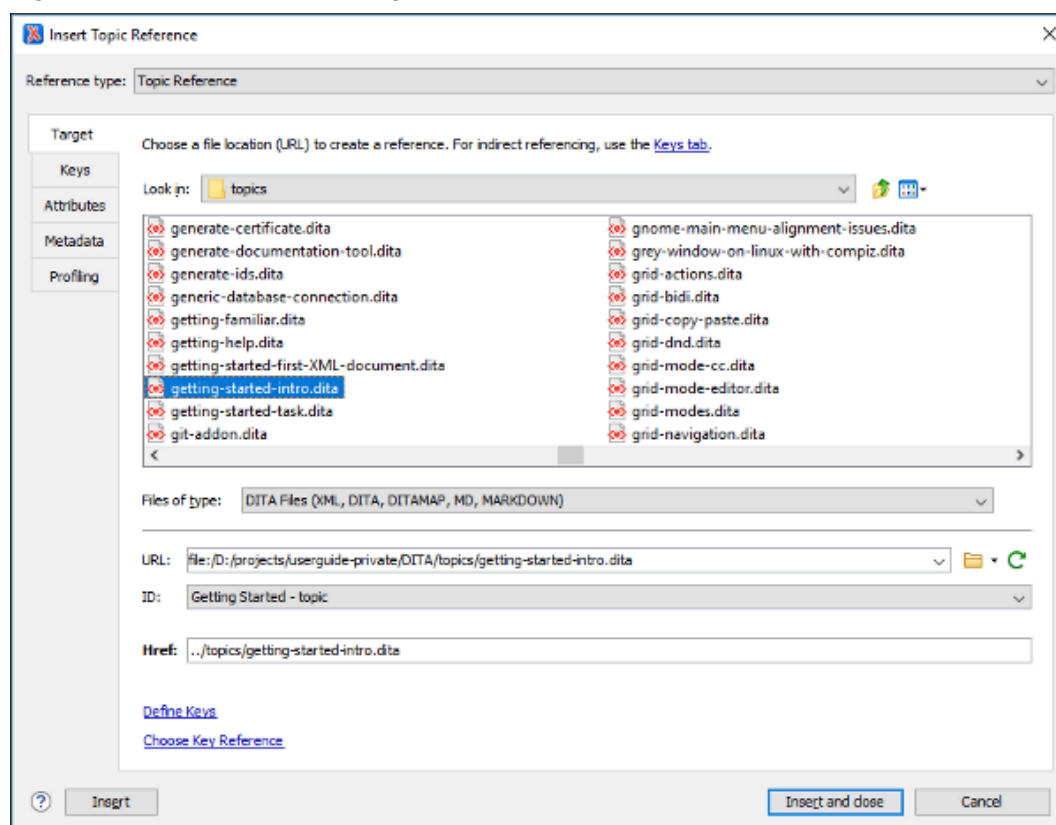 Insert Topic Reference
Reference type: Topic Reference
Target
Keys
Attributes
Metadata
Profiling
Choose a file location (URL) to create a reference. For indirect referencing, use the Keys tab.
Look in: topics
generate-certificate.dita
generate-documentation-tool.dita
generate-ids.dita
generic-database-connection.dita
getting-familiar.dita
getting-help.dita
getting-started-first-XML-document.dita
getting-started-intro.dita
getting-started-task.dita
git-addon.dita
gnome-main-menu-alignment-issues.dita
grey-window-on-linux-with-compiz.dita
grid-actions.dita
grid-bidi.dita
grid-copy-paste.dita
grid-dnd.dita
grid-mode-cc.dita
grid-mode-editor.dita
grid-modes.dita
grid-navigation.dita
Files of type: DITA Files (XML, DITA, DITAMAP, MD, MARKDOWN)
URL: file:/D:/projects/userguide-private/DITA/topics/getting-started-intro.dita
ID: Getting Started - topic
Href: ../topics/getting-started-intro.dita
Define Keys
Choose Key Reference
? Insert Insert and close Cancel